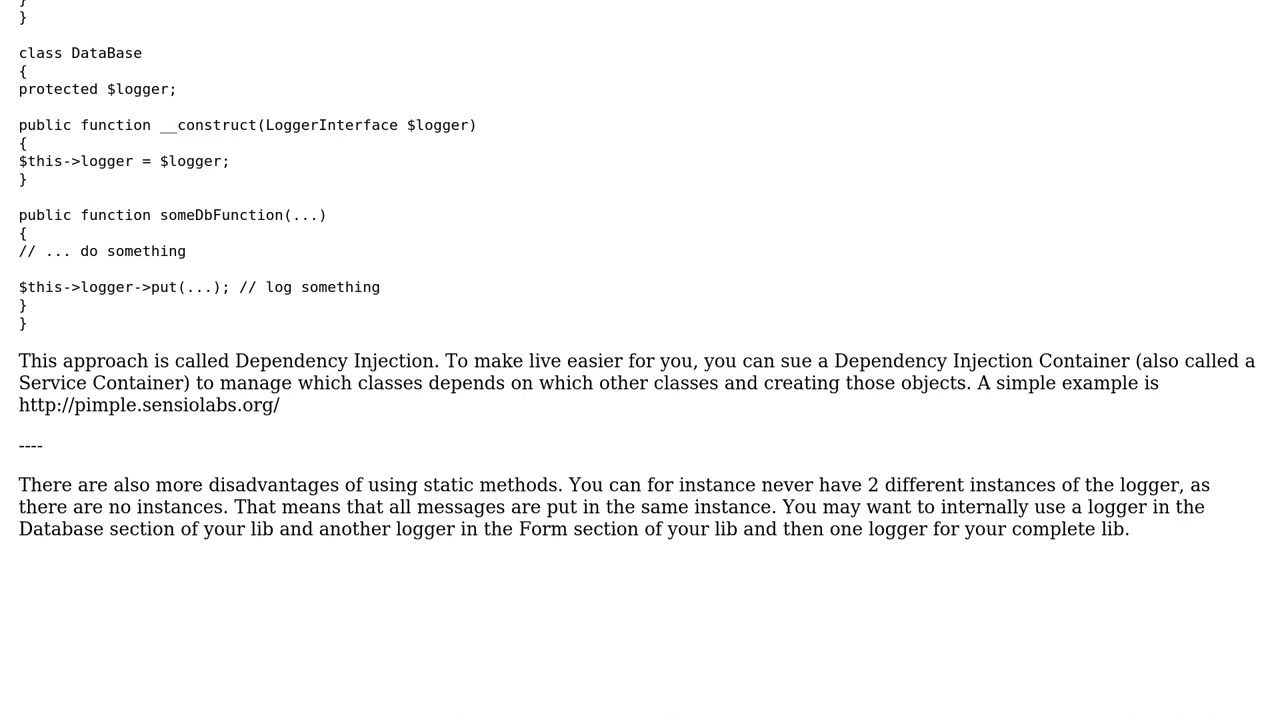 }
}
class DataBase
{
protected $logger;
public function __construct(LoggerInterface $logger)
{
$this->logger = $logger;
}
public function someDbFunction(...)
{
// ... do something
$this->logger->put(...); // log something
}
}
This approach is called Dependency Injection. To make live easier for you, you can sue a Dependency Injection Container (also called a
Service Container) to manage which classes depends on which other classes and creating those objects. A simple example is
http://pimple.sensiolabs.org/
----
There are also more disadvantages of using static methods. You can for instance never have 2 different instances of the logger, as
there are no instances. That means that all messages are put in the same instance. You may want to internally use a logger in the
Database section of your lib and another logger in the Form section of your lib and then one logger for your complete lib.